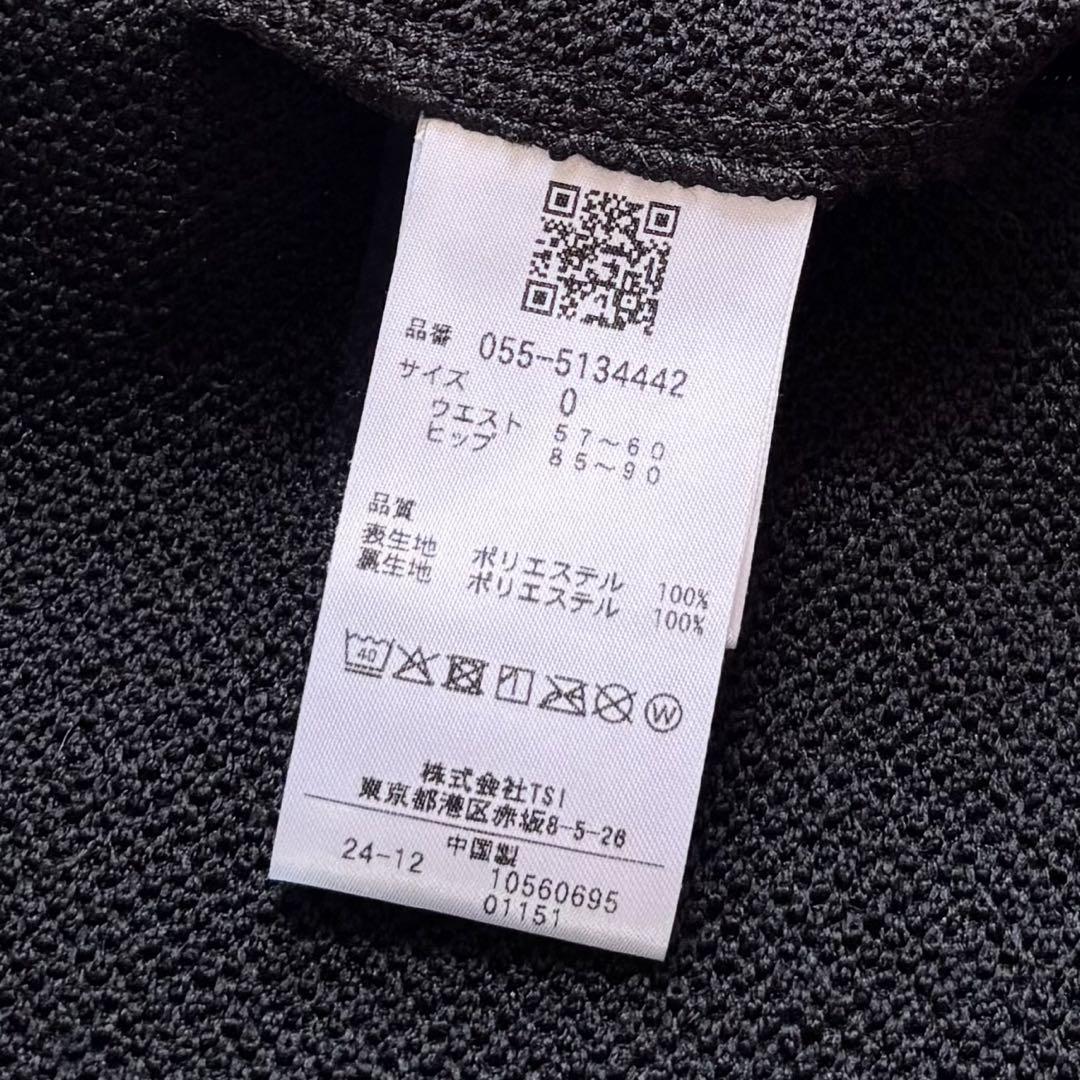 品番 055-5134442
サイズ 0
ウエスト 57～60
ヒップ 85～90
品質
表生地 ポリエステル 100%
裏生地 ポリエステル 100%
40
W
株式会社TSI
東京都港区赤坂8-5-26
中国製
24-12 10560695
01151